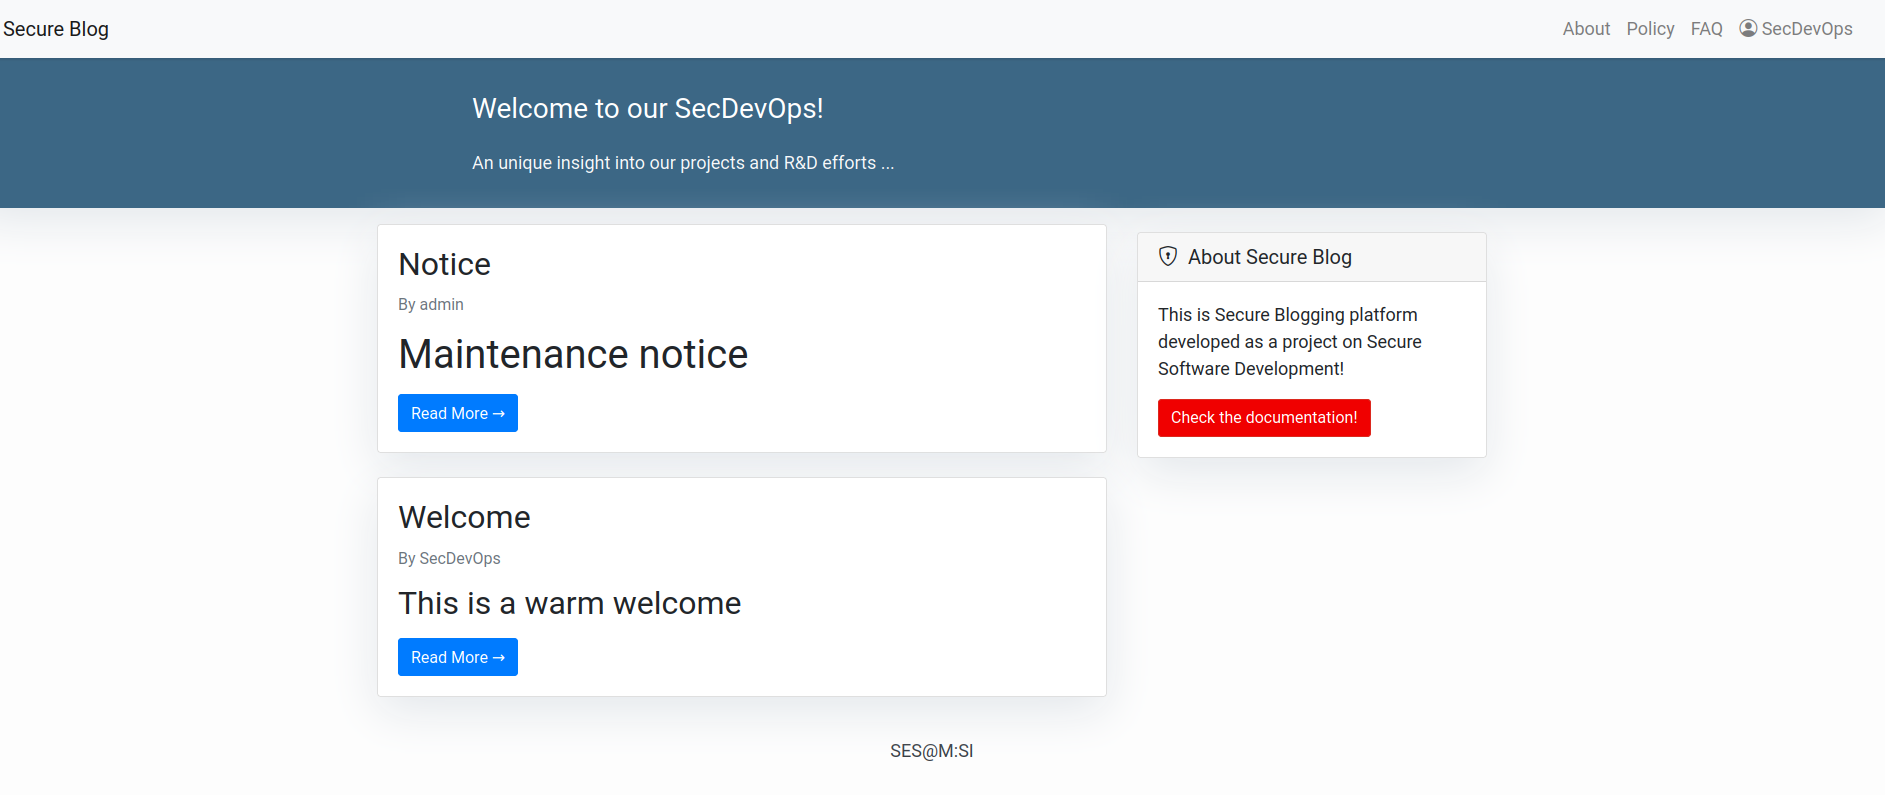 Secure Blog
About Policy FAQ SecDevOps
Welcome to our SecDevOps!
An unique insight into our projects and R&D efforts ...
Notice
By admin
Maintenance notice
Read More →
Welcome
By SecDevOps
This is a warm welcome
Read More →
About Secure Blog
This is Secure Blogging platform
developed as a project on Secure
Software Development!
Check the documentation!
SES@M:SI